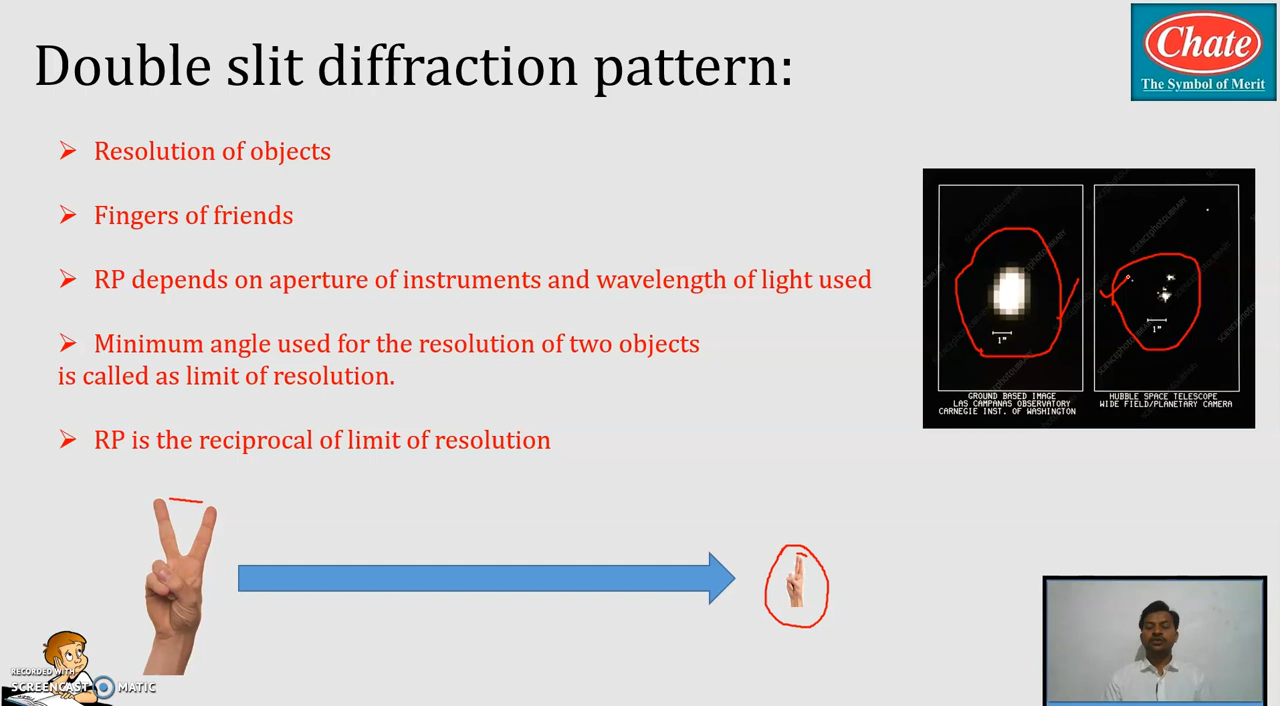 Double slit diffraction pattern:
Chate
The Symbol of Merit
➢ Resolution of objects
➢ Fingers of friends
➢ RP depends on aperture of instruments and wavelength of light used
➢ Minimum angle used for the resolution of two objects
is called as limit of resolution.
➢ RP is the reciprocal of limit of resolution
1"
1"
GROUND BASED IMAGE
LAS CAMPANAS OBSERVATORY
CARNEGIE INST. OF WASHINGTON
HUBBLE SPACE TELESCOPE
WIDE FIELD/PLANETARY CAMERA
RECORDED WITH
SCREENCAST MATIC